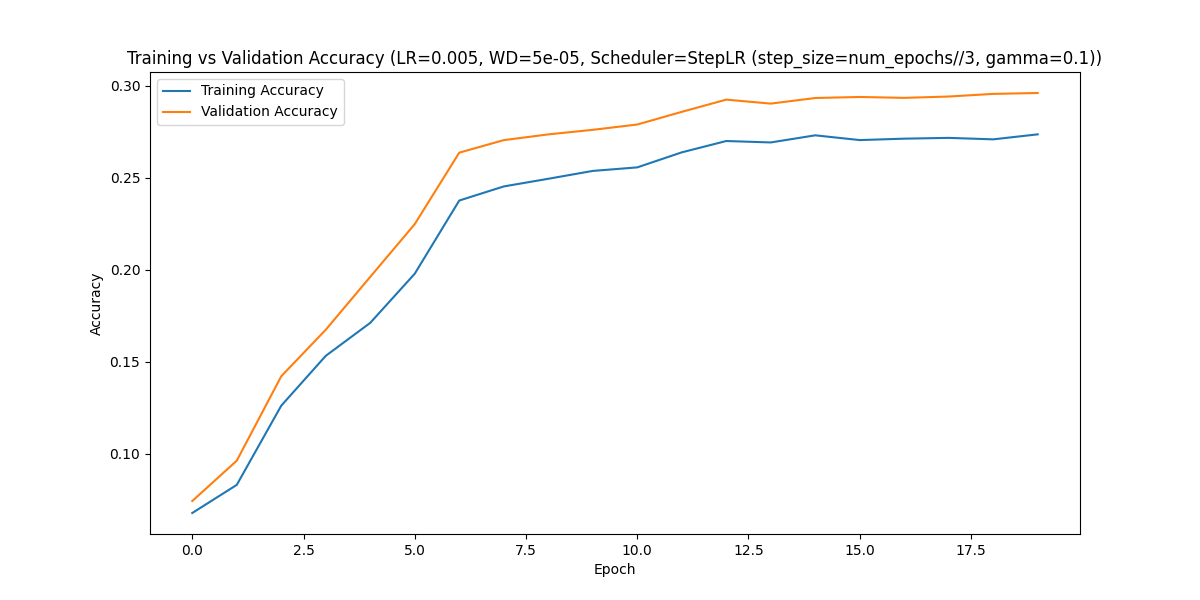 Training vs Validation Accuracy (LR=0.005, WD=5e-05, Scheduler=StepLR (step_size=num_epochs//3, gamma=0.1))
Training Accuracy
Validation Accuracy
0.30
0.25
0.20
0.15
0.10
Accuracy
0.0 2.5 5.0 7.5 10.0 12.5 15.0 17.5
Epoch